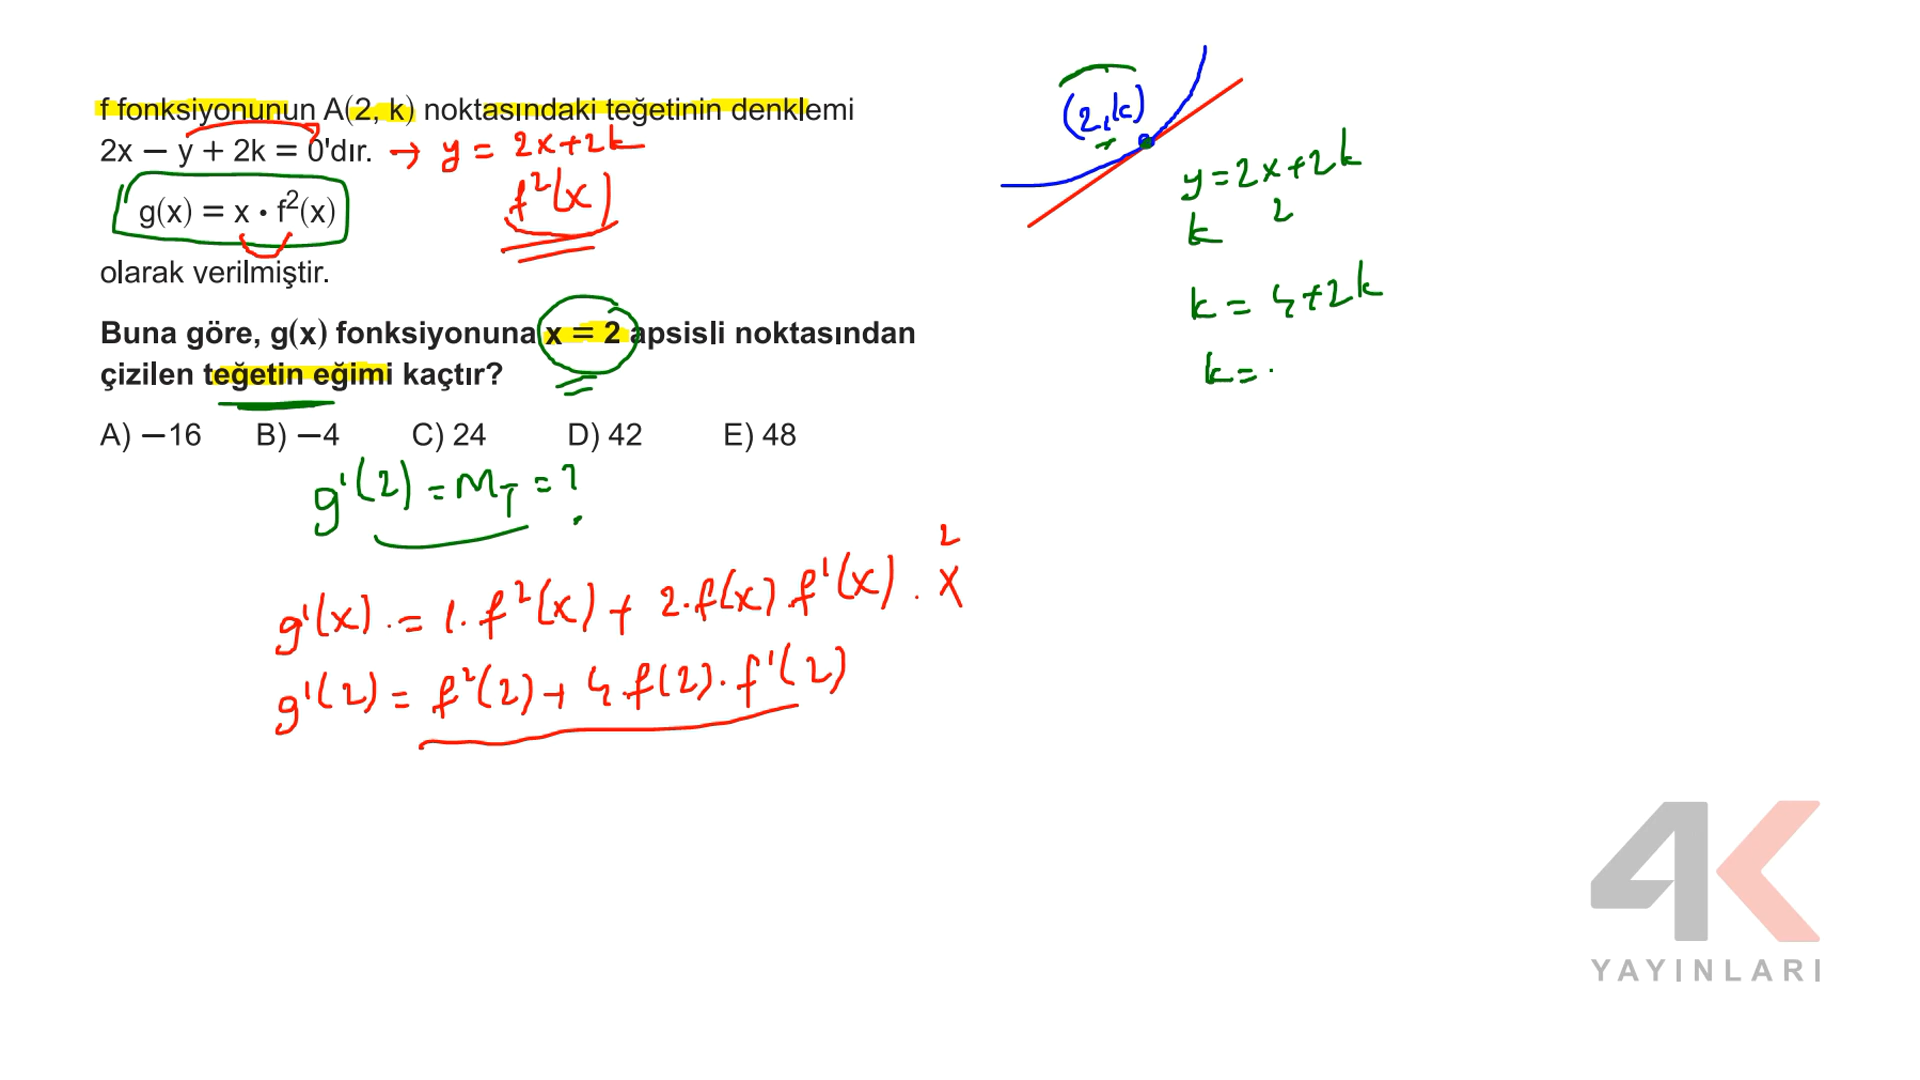 f fonksiyonunun A(2, k) noktasındaki teğetinin denklemi
2x − y + 2k = 0'dır. → y = 2x+2k
g(x) = x • f²(x)
f²(x)
olarak verilmiştir.
Buna göre, g(x) fonksiyonuna x = 2 apsisli noktasından
çizilen teğetin eğimi kaçtır?
A) −16 B) −4 C) 24 D) 42 E) 48
g'(2) = M_T = ?
2
g'(x) = 1. f²(x) + 2.f(x).f'(x) . x
g'(2) = f²(2) + 4.f(2).f'(2)
(2,k)
y=2x+2k
k 2
k = 4+2k
k=
4K
YAYINLARI